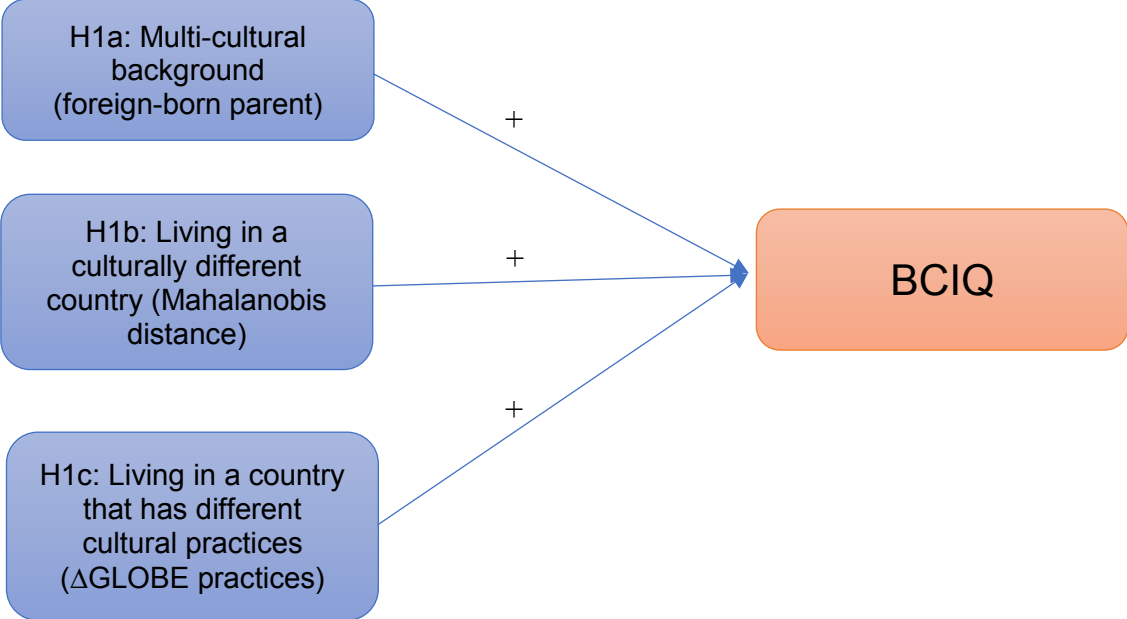 H1a: Multi-cultural
background
(foreign-born parent)
+
H1b: Living in a
culturally different
country (Mahalanobis
distance)
+
BCIQ
H1c: Living in a country
that has different
cultural practices
(∆GLOBE practices)
+